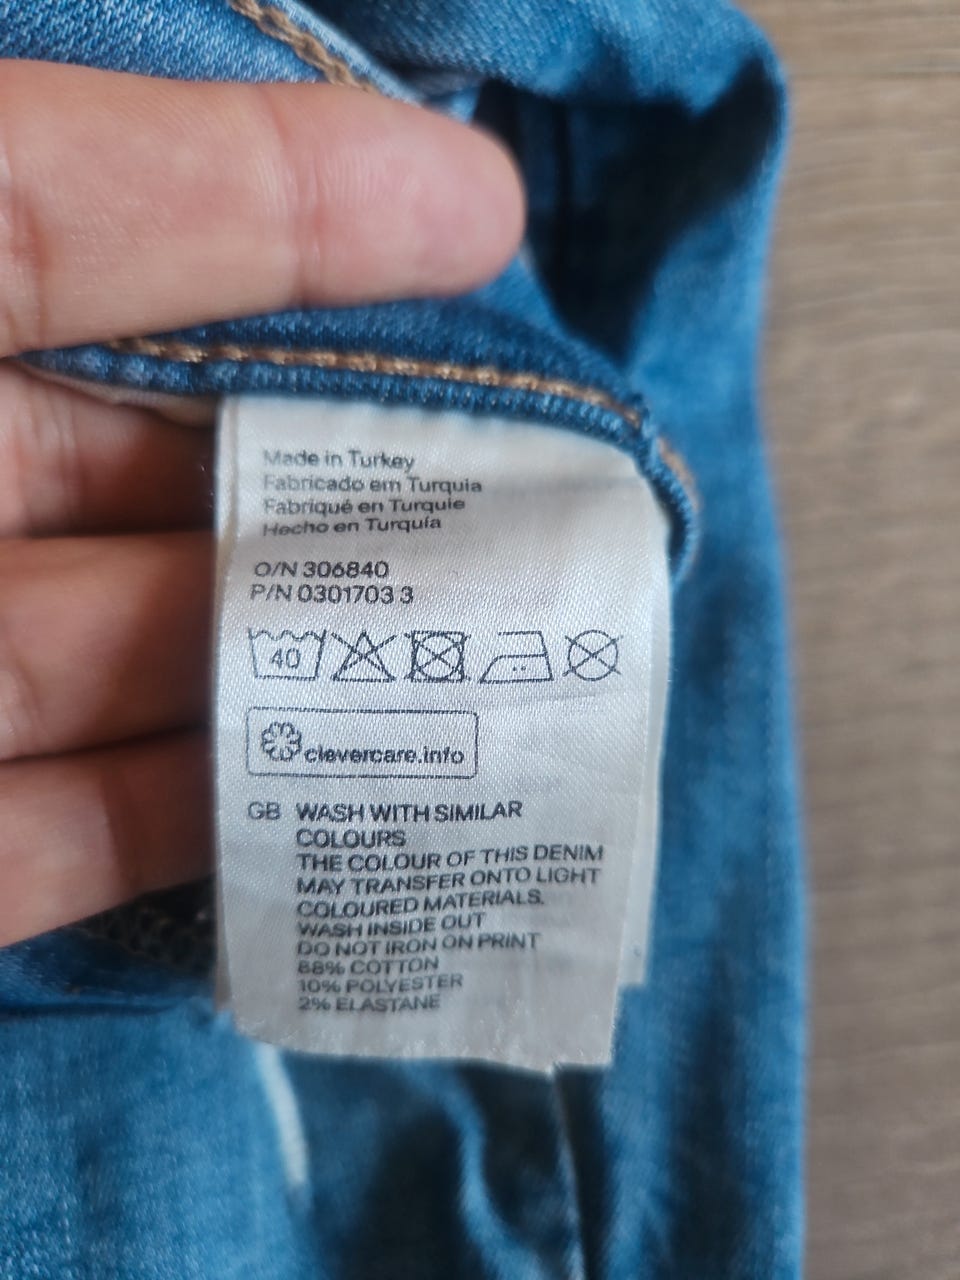 Made in Turkey
Fabricado em Turquia
Fabriqué en Turquie
Hecho en Turquía
O/N 306840
P/N 0301703 3
40
clevercare.info
GB WASH WITH SIMILAR
COLOURS
THE COLOUR OF THIS DENIM
MAY TRANSFER ONTO LIGHT
COLOURED MATERIALS.
WASH INSIDE OUT
DO NOT IRON ON PRINT
88% COTTON
10% POLYESTER
2% ELASTANE